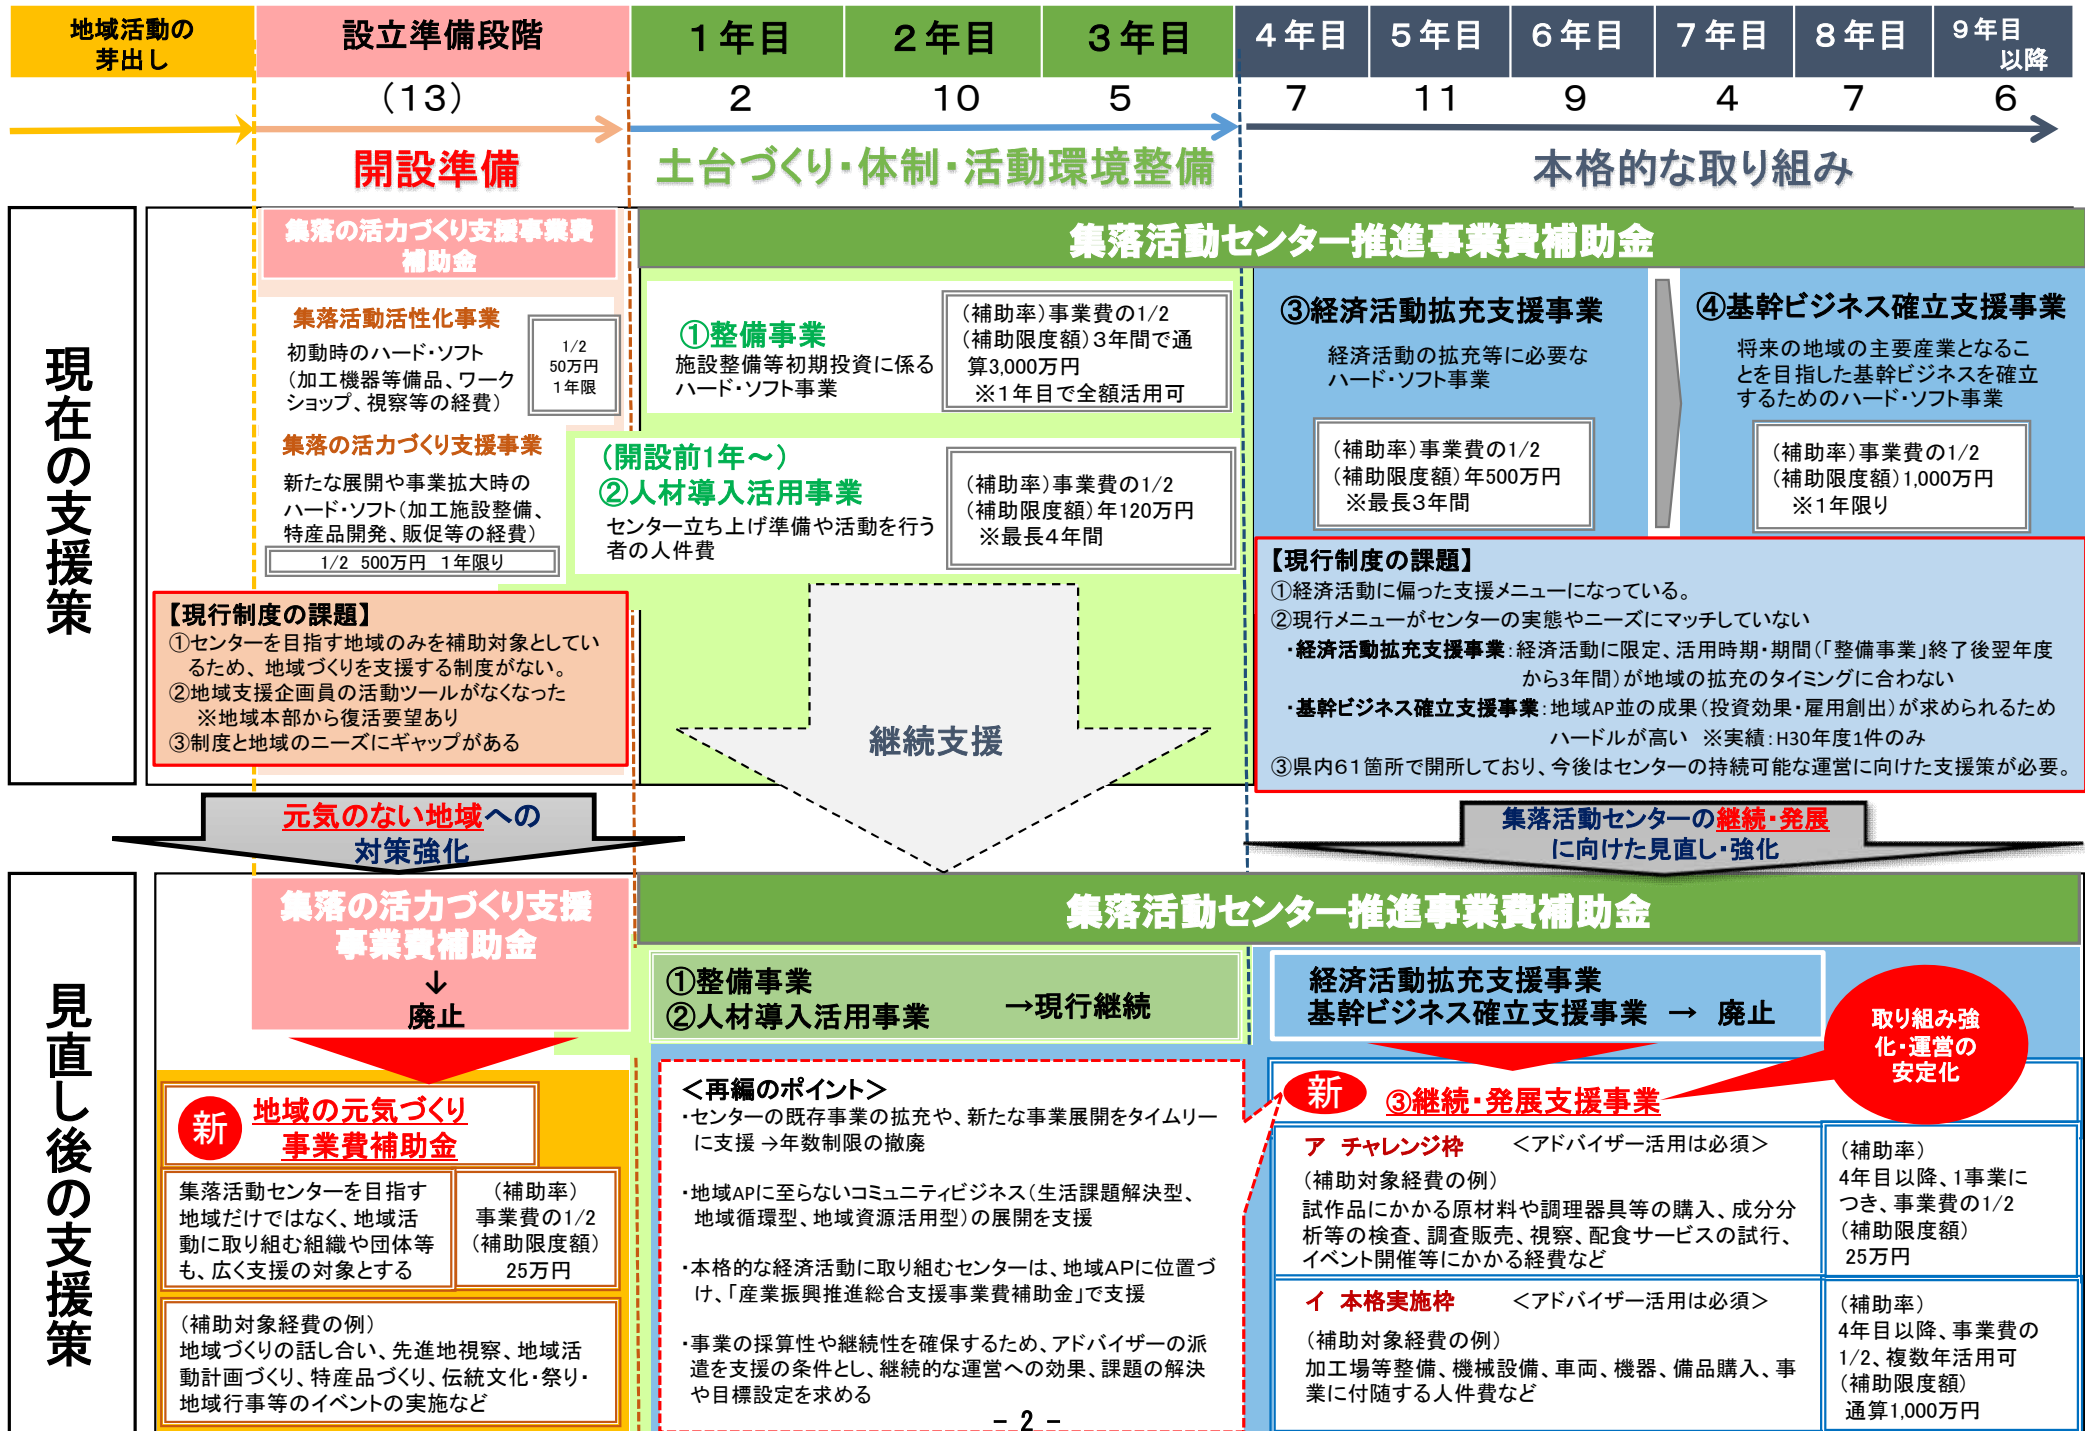 地域活動の
芽出し
設立準備段階
１年目
２年目
３年目
４年目
５年目
６年目
７年目
８年目
９年目
以降
（13）
2
10
5
7
11
9
4
7
6
開設準備
土台づくり・体制・活動環境整備
本格的な取り組み
現在の支援策
集落の活力づくり支援事業費
補助金
集落活動活性化事業
初動時のハード・ソフト
（加工機器等備品、ワーク
ショップ、視察等の経費）
1/2
50万円
1年限
集落の活力づくり支援事業
新たな展開や事業拡大時の
ハード・ソフト（加工施設整備、
特産品開発、販促等の経費）
1/2 500万円 1年限り
【現行制度の課題】
①センターを目指す地域のみを補助対象としてい
るため、地域づくりを支援する制度がない。
②地域支援企画員の活動ツールがなくなった
※地域本部から復活要望あり
③制度と地域のニーズにギャップがある
集落活動センター推進事業費補助金
①整備事業
施設整備等初期投資に係る
ハード・ソフト事業
（補助率）事業費の1/2
（補助限度額）３年間で通
算3,000万円
※１年目で全額活用可
（開設前1年～）
②人材導入活用事業
センター立ち上げ準備や活動を行う
者の人件費
（補助率）事業費の1/2
（補助限度額）年120万円
※最長４年間
継続支援
③経済活動拡充支援事業
経済活動の拡充等に必要な
ハード・ソフト事業
（補助率）事業費の1/2
（補助限度額）年500万円
※最長３年間
④基幹ビジネス確立支援事業
将来の地域の主要産業となるこ
とを目指した基幹ビジネスを確立
するためのハード・ソフト事業
（補助率）事業費の1/2
（補助限度額）1,000万円
※１年限り
【現行制度の課題】
①経済活動に偏った支援メニューになっている。
②現行メニューがセンターの実態やニーズにマッチしていない
・経済活動拡充支援事業：経済活動に限定、活用時期・期間（「整備事業」終了後翌年度
から3年間）が地域の拡充のタイミングに合わない
・基幹ビジネス確立支援事業：地域AP並の成果（投資効果・雇用創出）が求められるため
ハードルが高い ※実績：H30年度1件のみ
③県内６１箇所で開所しており、今後はセンターの持続可能な運営に向けた支援策が必要。
元気のない地域への
対策強化
集落活動センターの継続・発展
に向けた見直し・強化
見直し後の支援策
集落の活力づくり支援
事業費補助金
↓
廃止
新
地域の元気づくり
事業費補助金
集落活動センターを目指す
地域だけではなく、地域活
動に取り組む組織や団体等
も、広く支援の対象とする
（補助率）
事業費の1/2
（補助限度額）
25万円
（補助対象経費の例）
地域づくりの話し合い、先進地視察、地域活
動計画づくり、特産品づくり、伝統文化・祭り・
地域行事等のイベントの実施など
集落活動センター推進事業費補助金
①整備事業
②人材導入活用事業
→現行継続
＜再編のポイント＞
・センターの既存事業の拡充や、新たな事業展開をタイムリー
に支援 →年数制限の撤廃
・地域APに至らないコミュニティビジネス（生活課題解決型、
地域循環型、地域資源活用型）の展開を支援
・本格的な経済活動に取り組むセンターは、地域APに位置づ
け、「産業振興推進総合支援事業費補助金」で支援
・事業の採算性や継続性を確保するため、アドバイザーの派
遣を支援の条件とし、継続的な運営への効果、課題の解決
や目標設定を求める
経済活動拡充支援事業
基幹ビジネス確立支援事業 → 廃止
取り組み強
化・運営の
安定化
新
③継続・発展支援事業
ア チャレンジ枠 ＜アドバイザー活用は必須＞
（補助対象経費の例）
試作品にかかる原材料や調理器具等の購入、成分分
析等の検査、調査販売、視察、配食サービスの試行、
イベント開催等にかかる経費など
（補助率）
4年目以降、1事業に
つき、事業費の1/2
（補助限度額）
25万円
イ 本格実施枠 ＜アドバイザー活用は必須＞
（補助対象経費の例）
加工場等整備、機械設備、車両、機器、備品購入、事
業に付随する人件費など
（補助率）
4年目以降、事業費の
1/2、複数年活用可
（補助限度額）
通算1,000万円
－ 2 －